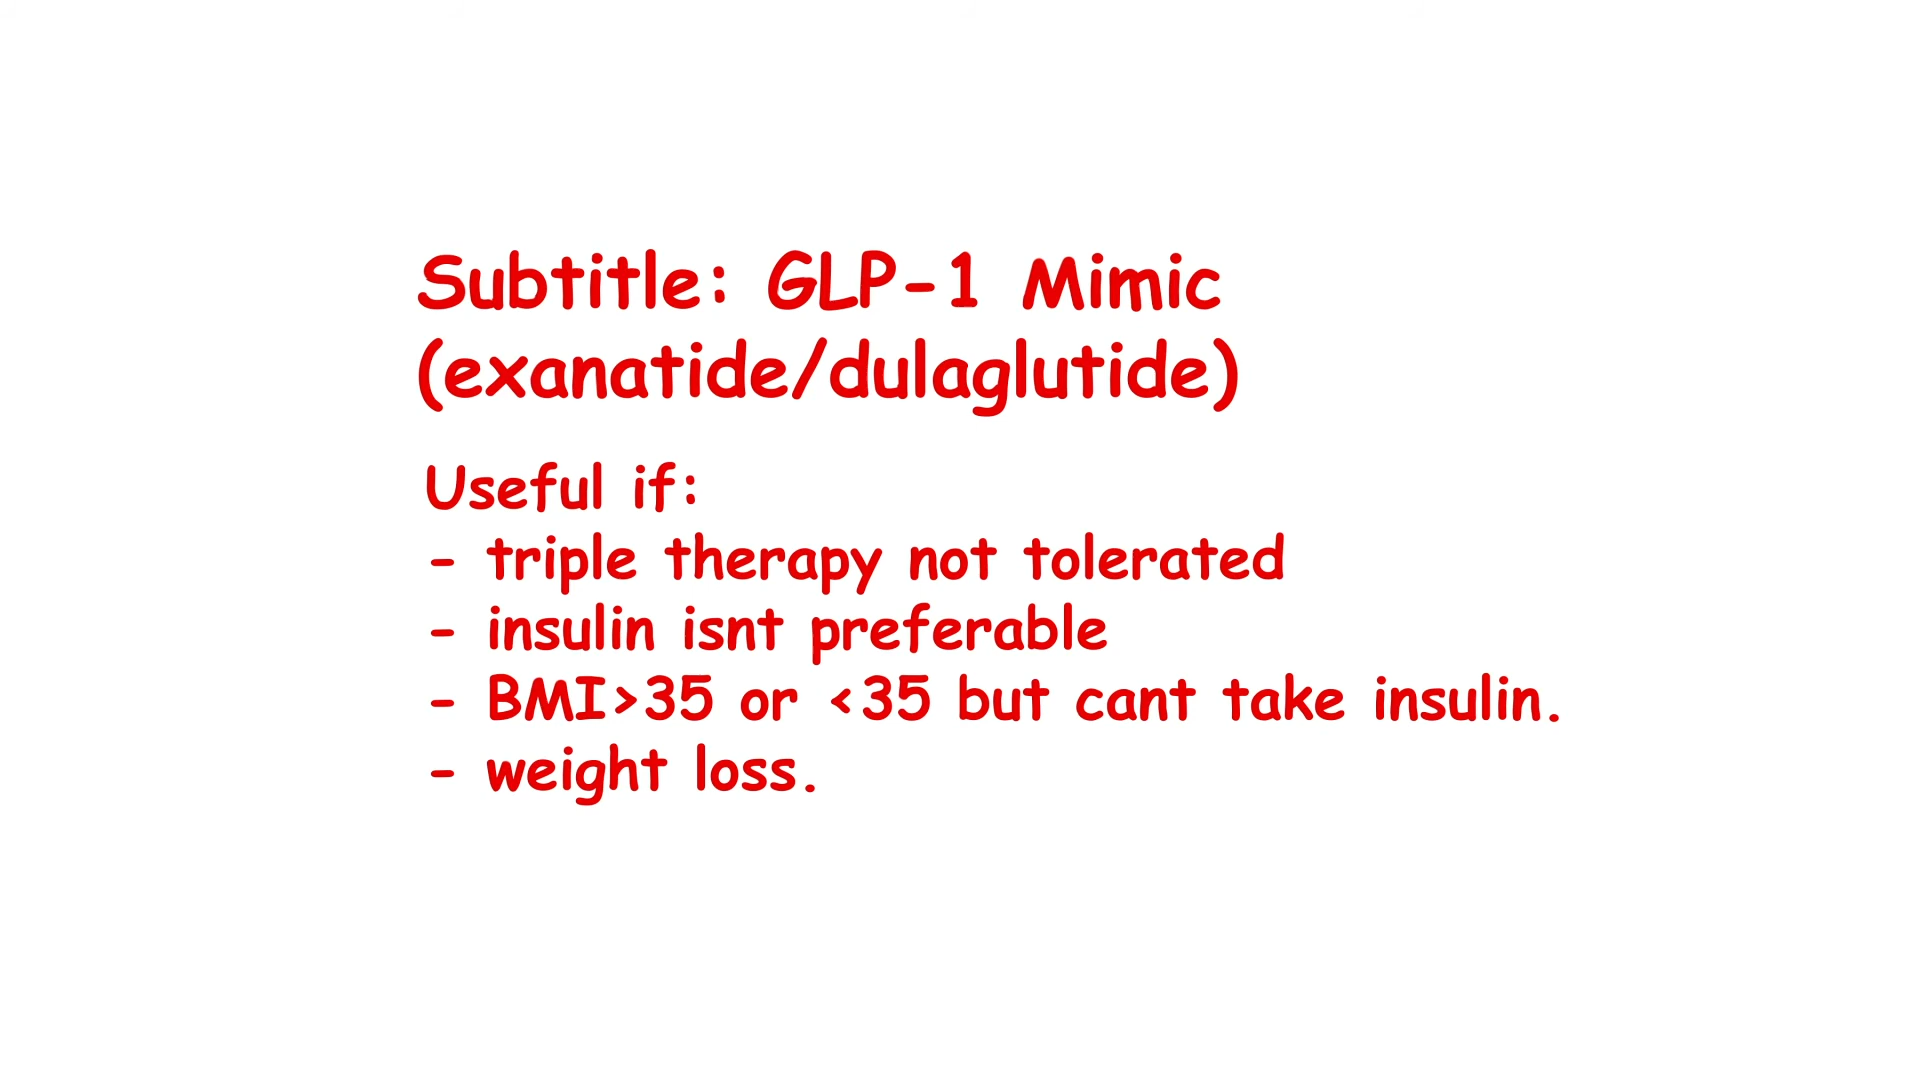 Subtitle: GLP-1 Mimic
(exanatide/dulaglutide)
Useful if:
- triple therapy not tolerated
- insulin isnt preferable
- BMI>35 or <35 but cant take insulin.
- weight loss.